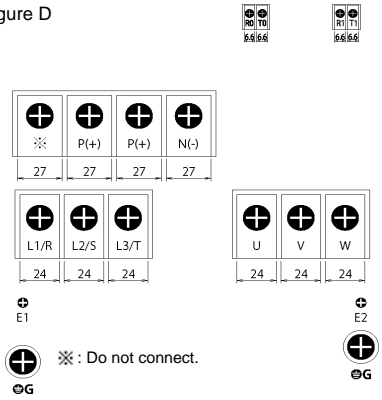 gure D
R0 T0
R1 T1
6.6 6.6
6.6 6.6
※ P(+) P(+) N(-)
27 27 27 27
L1/R L2/S L3/T
U V W
24 24 24
24 24 24
E1
E2
※ : Do not connect.
G
G